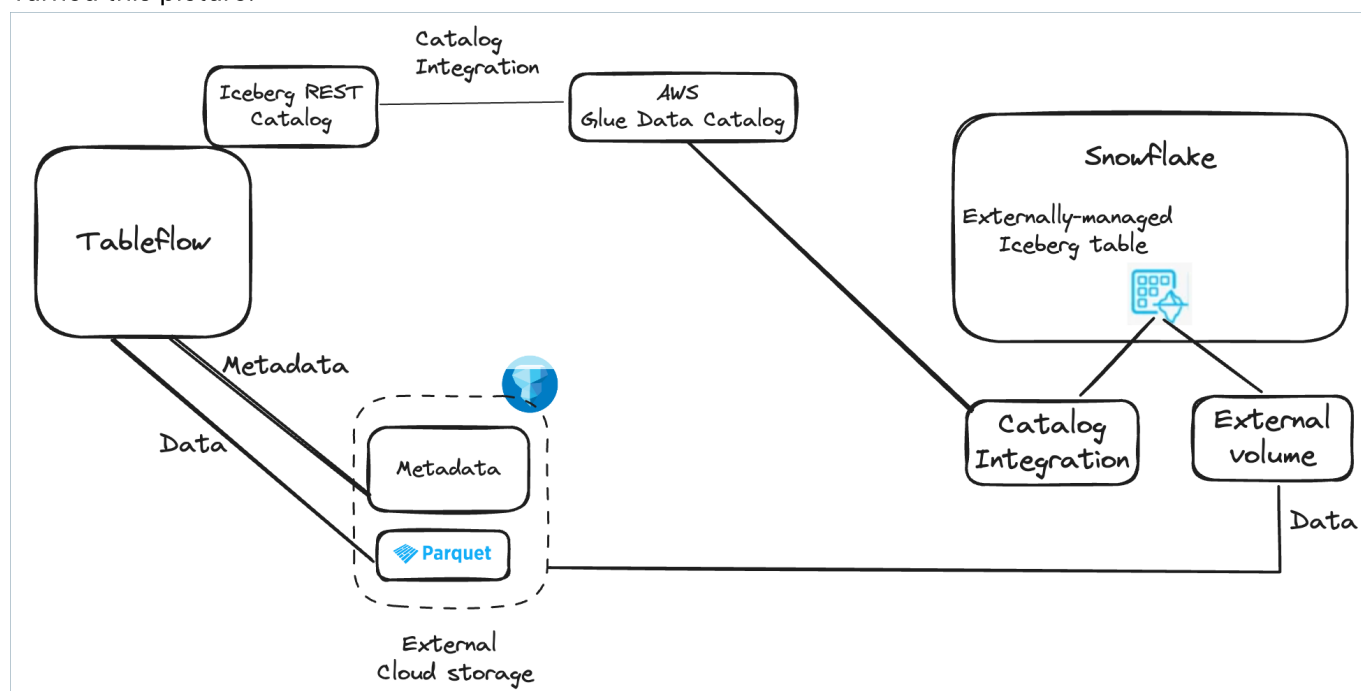 Catalog
Integration
Iceberg REST
Catalog
AWS
Glue Data Catalog
Snowflake
Externally-managed
Iceberg table
Tableflow
Metadata
Data
Metadata
Parquet
External
Cloud storage
Catalog
Integration
External
volume
Data